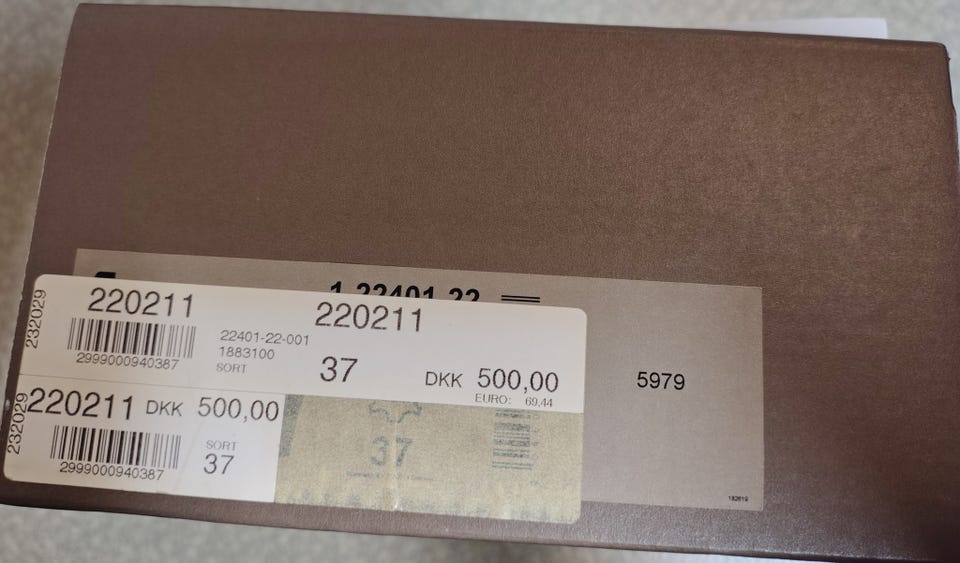 1-22401-22
220211
220211
232029
22401-22-001
2999000940387
1883100
SORT
37
DKK 500,00
EURO: 69,44
5979
220211 DKK 500,00
232029
SORT
2999000940387
37
37
182619